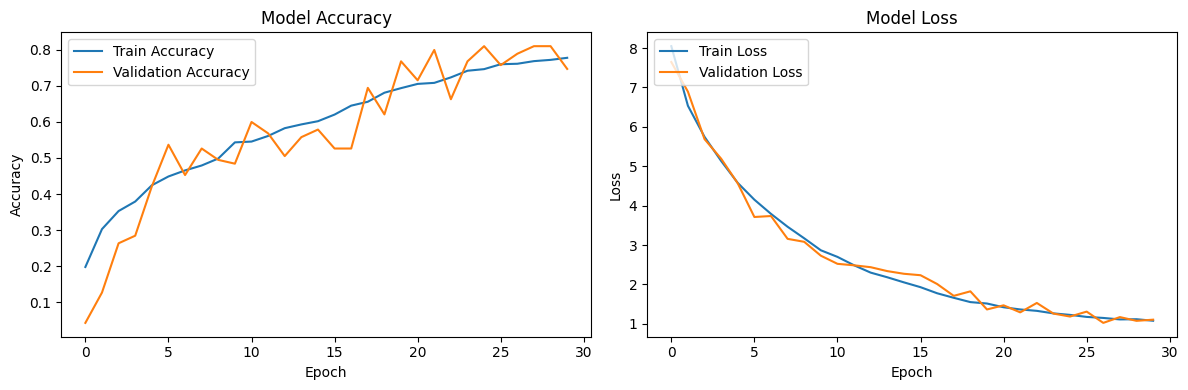 Model Accuracy
Train Accuracy
Validation Accuracy
Accuracy
0.8
0.7
0.6
0.5
0.4
0.3
0.2
0.1
0 5 10 15 20 25 30
Epoch
Model Loss
Train Loss
Validation Loss
Loss
8
7
6
5
4
3
2
1
0 5 10 15 20 25 30
Epoch